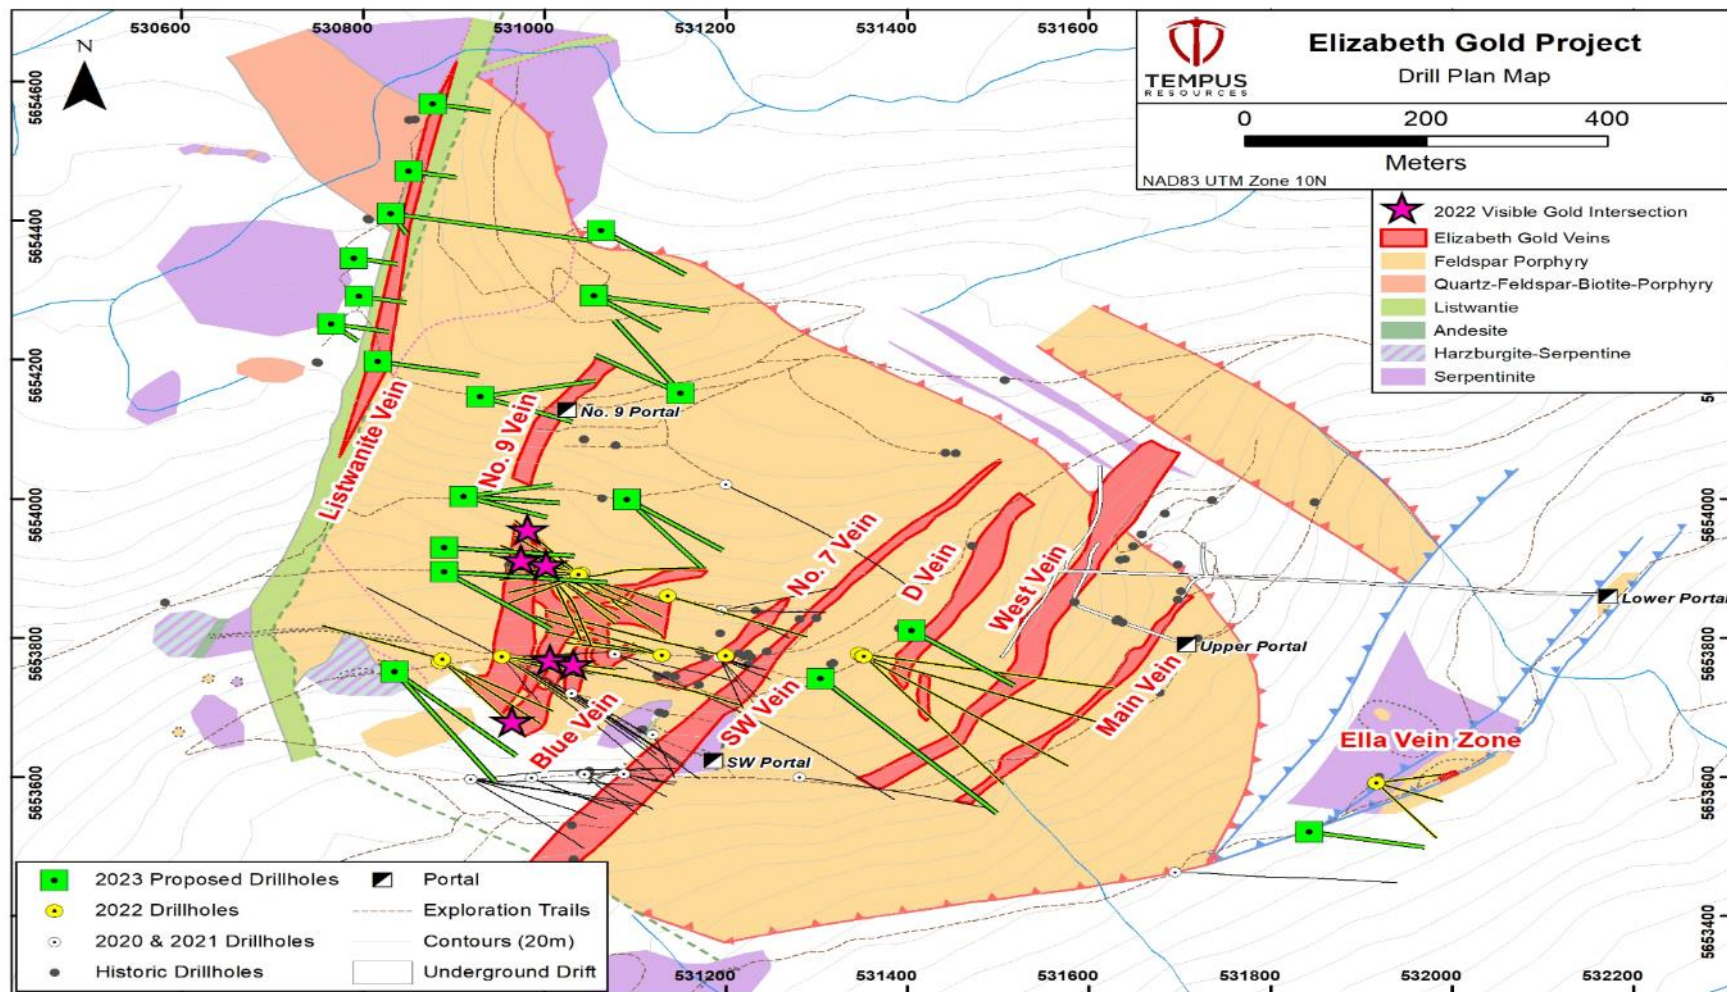 530600 530800 531000 531200 531400 531600
N
TEMPUS
RESOURCES
Elizabeth Gold Project
Drill Plan Map
0 200 400
Meters
NAD83 UTM Zone 10N
2022 Visible Gold Intersection
Elizabeth Gold Veins
Feldspar Porphyry
Quartz-Feldspar-Biotite-Porphyry
Listwantie
Andesite
Harzburgite-Serpentine
Serpentinite
5654600
5654400
5654200
5654000
5653800
5653600
5654000
5653800
5653600
5653400
Listwanite Vein
No. 9 Vein
No. 9 Portal
No. 7 Vein
D Vein
West Vein
Lower Portal
Upper Portal
Main Vein
Blue Vein
SW Vein
SW Portal
Ella Vein Zone
2023 Proposed Drillholes
2022 Drillholes
2020 & 2021 Drillholes
Historic Drillholes
Portal
Exploration Trails
Contours (20m)
Underground Drift
531200 531400 531600 531800 532000 532200